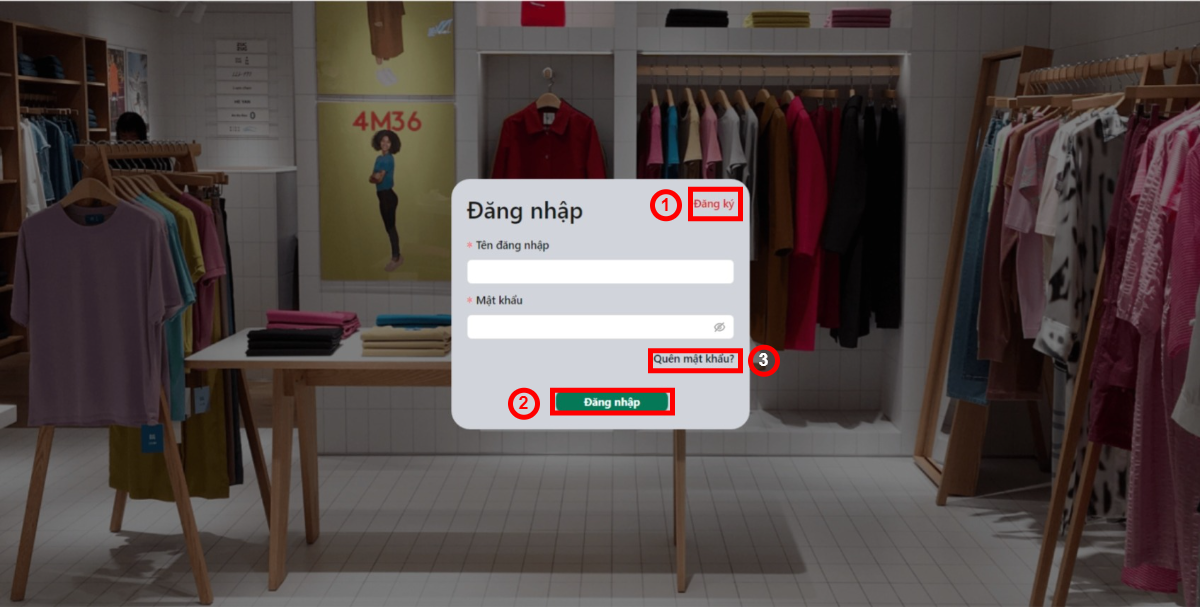 4M36
Đăng nhập
1
Đăng ký
* Tên đăng nhập
* Mật khẩu
Quên mật khẩu?
3
2
Đăng nhập